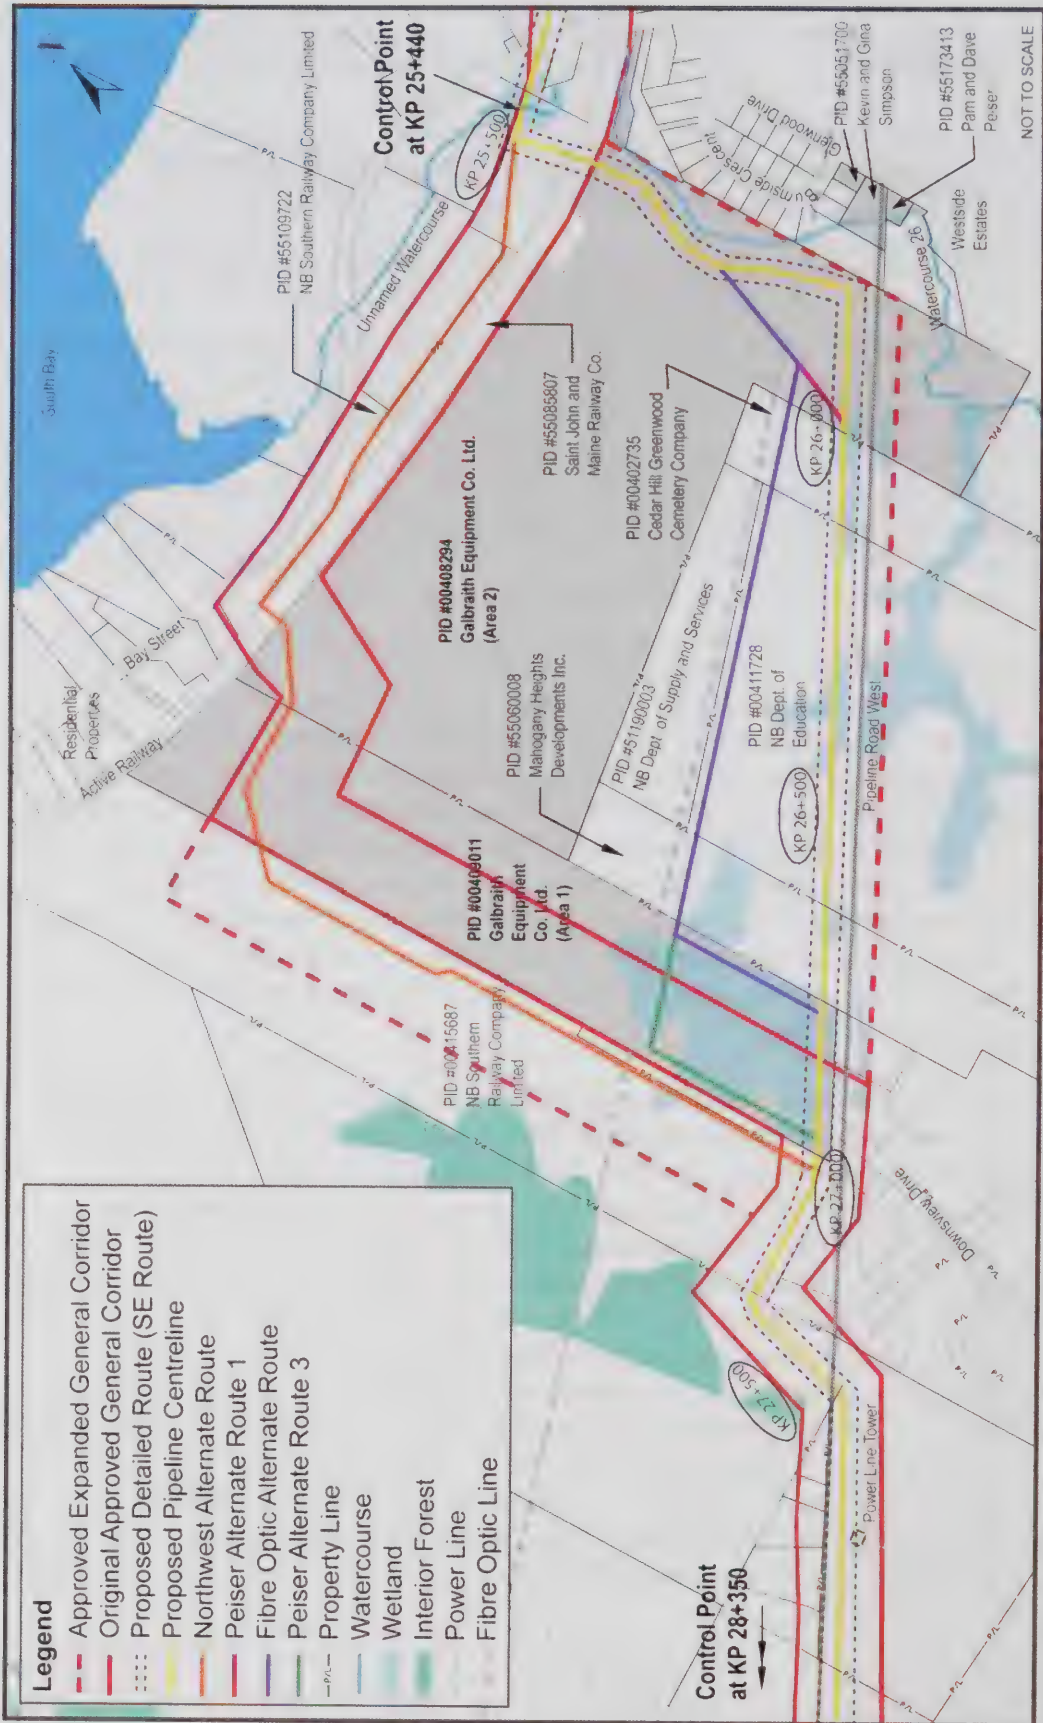 Legend
Approved Expanded General Corridor
Original Approved General Corridor
Proposed Detailed Route (SE Route)
Proposed Pipeline Centreline
Northwest Alternate Route
Peiser Alternate Route 1
Fibre Optic Alternate Route
Peiser Alternate Route 3
Property Line
Watercourse
Wetland
Interior Forest
Power Line
Fibre Optic Line
South Bay
PID #55109722
NB Southern Railway Company Limited
Control Point
at KP 25+440
KP 25+500
Unnamed Watercourse
Residential
Properties
Bay Street
Active Railway
PID #00408294
Galbraith Equipment Co. Ltd.
(Area 2)
PID #55085807
Saint John and
Maine Railway Co.
PID #00402735
Cedar Hill Greenwood
Cemetery Company
PID #55060008
Mahogany Heights
Developments Inc.
PID #51190003
NB Dept. of Supply and Services
PID #00411728
NB Dept. of
Education
PID #00409011
Galbraith
Equipment
Co. Ltd.
(Area 1)
PID #00415687
NB Southern
Railway Company
Limited
Glenwood Drive
Burnside Crescent
PID #55051700
Kevin and Gina
Simpson
PID #55173413
Pam and Dave
Peiser
Westside
Estates
Watercourse 26
KP 26+000
KP 26+500
Pipeline Road West
KP 27+000
Downsview Drive
KP 27+500
Power Line Tower
Control Point
at KP 28+350
NOT TO SCALE